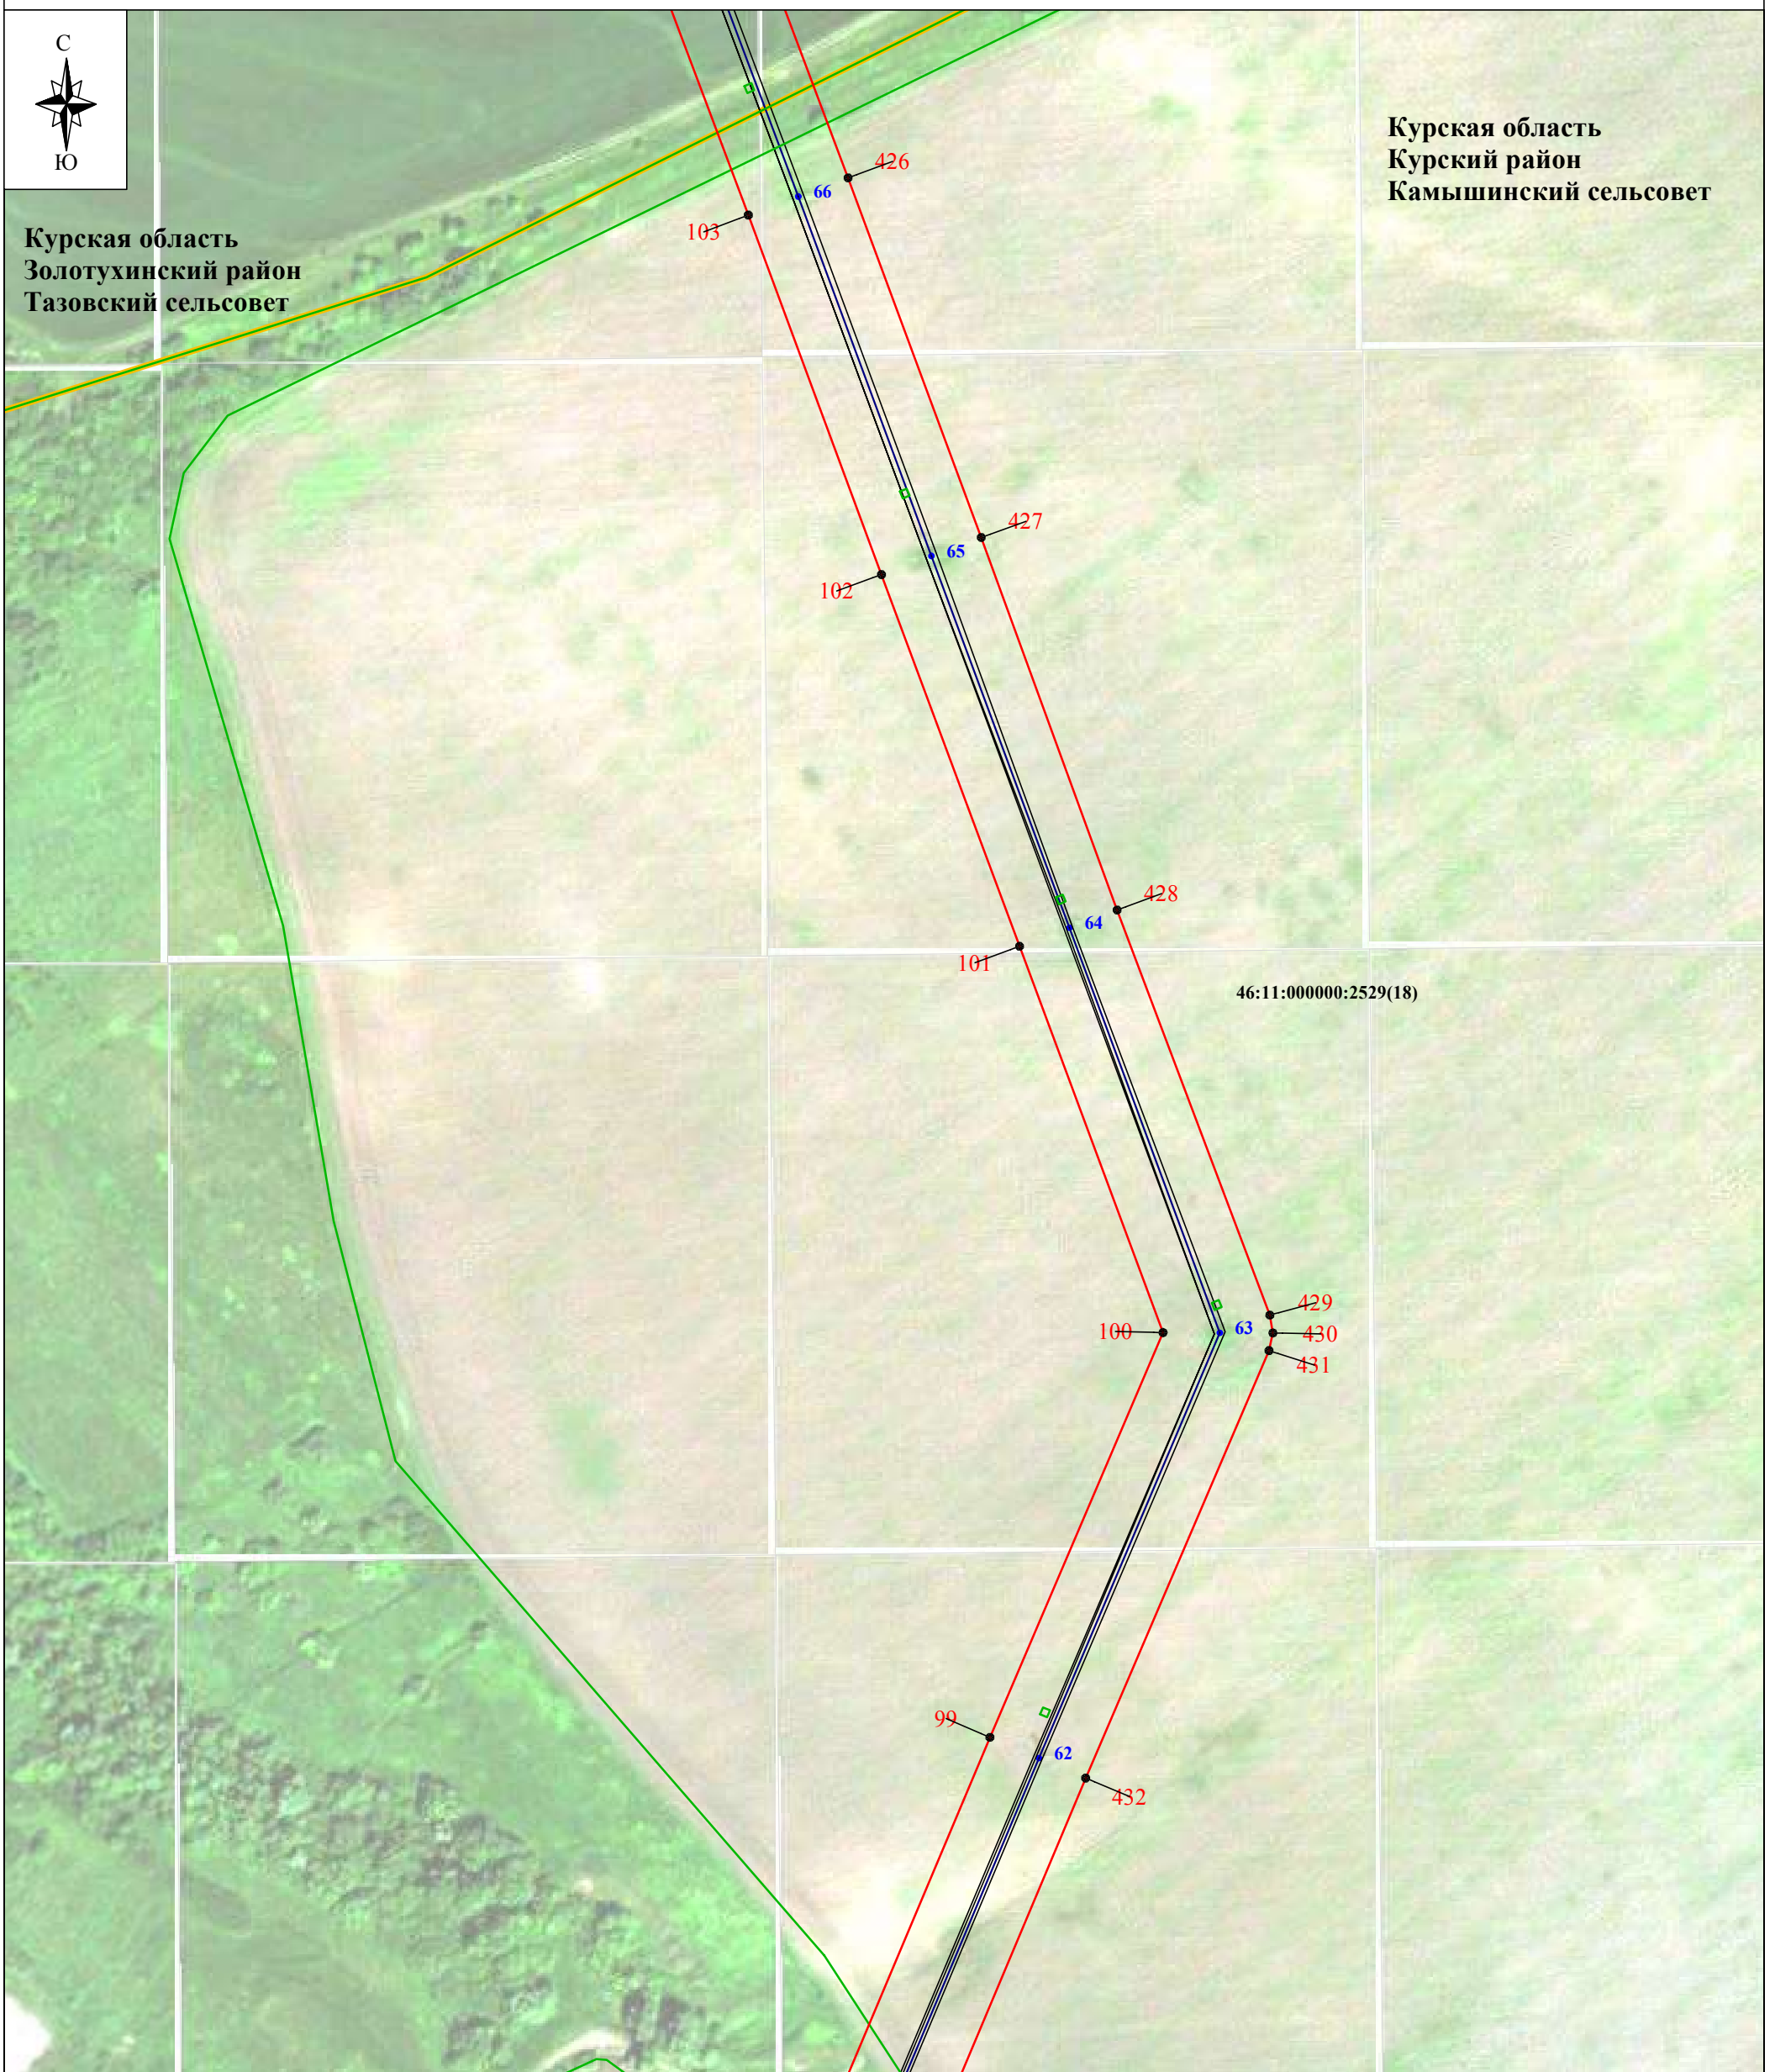 С
Ю
Курская область
Курский район
Камышинский сельсовет
Курская область
Золотухинский район
Тазовский сельсовет
426
66
103
427
65
102
428
64
101
46:11:000000:2529(18)
429
63
430
100
431
99
62
432